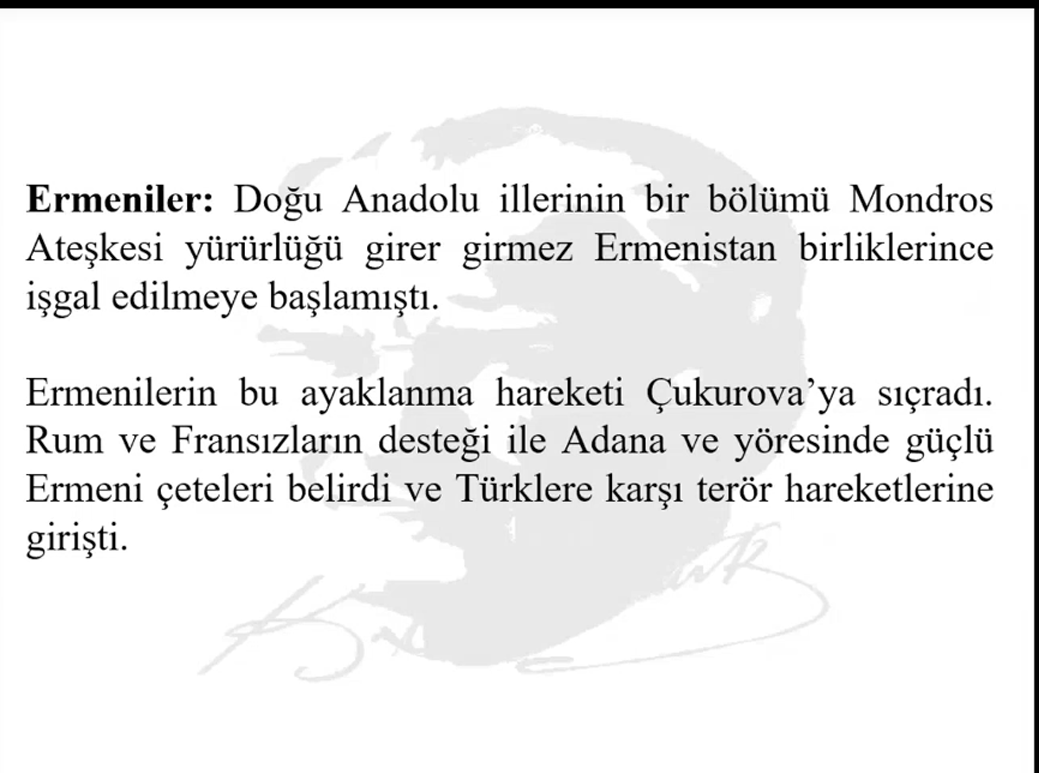 Ermeniler: Doğu Anadolu illerinin bir bölümü Mondros
Ateşkesi yürürlüğü girer girmez Ermenistan birliklerince
işgal edilmeye başlamıştı.
Ermenilerin bu ayaklanma hareketi Çukurova’ya sıçradı.
Rum ve Fransızların desteği ile Adana ve yöresinde güçlü
Ermeni çeteleri belirdi ve Türklere karşı terör hareketlerine
girişti.